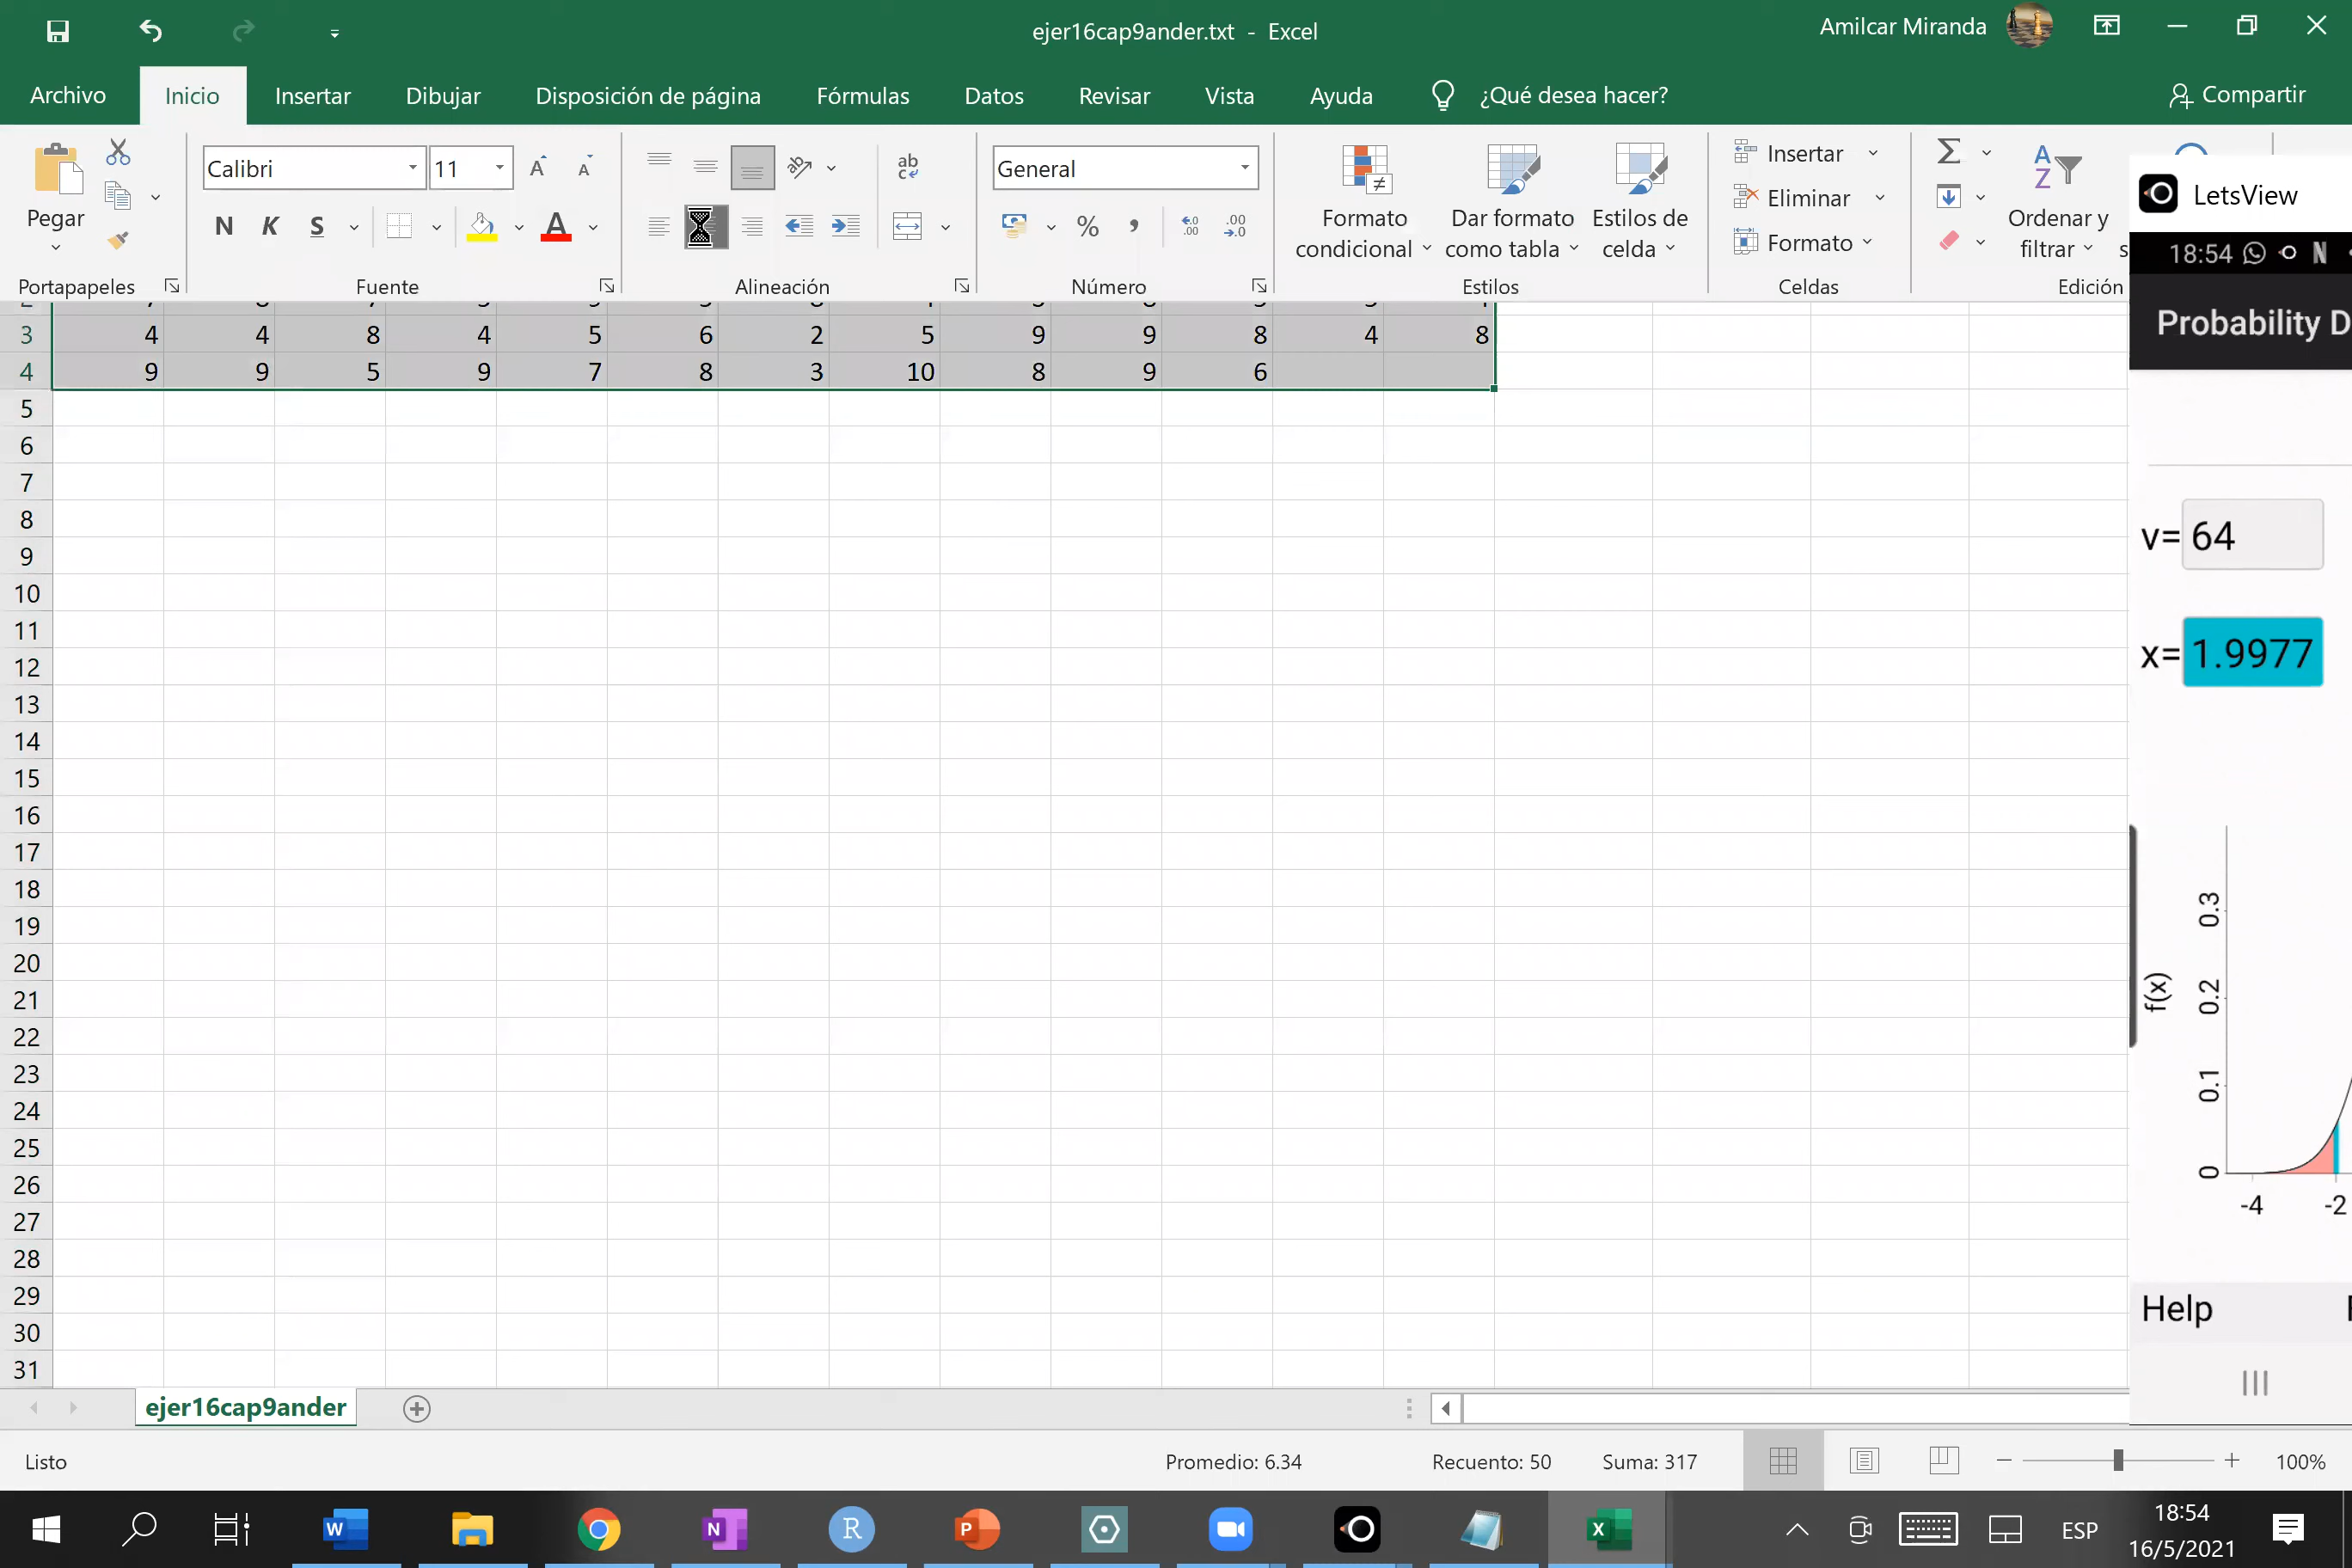 ejer16cap9ander.txt - Excel
Amilcar Miranda
Archivo Inicio Insertar Dibujar Disposición de página Fórmulas Datos Revisar Vista Ayuda ¿Qué desea hacer? Compartir
Pegar
Portapapeles
Calibri 11
N K S A
Fuente
ab
Alineación
General
% ,
Número
Formato condicional
Dar formato como tabla
Estilos de celda
Estilos
Insertar
Eliminar
Formato
Celdas
Σ
Ordenar y filtrar
Edición
LetsView
18:54
Probability D
v= 64
x= 1.9977
f(x)
0.3
0.2
0.1
0
-4 -2
Help
3 4 4 8 4 5 6 2 5 9 9 8 4 8
4 9 9 5 9 7 8 3 10 8 9 6
5
6
7
8
9
10
11
12
13
14
15
16
17
18
19
20
21
22
23
24
25
26
27
28
29
30
31
ejer16cap9ander
Listo Promedio: 6.34 Recuento: 50 Suma: 317 100%
ESP
18:54
16/5/2021